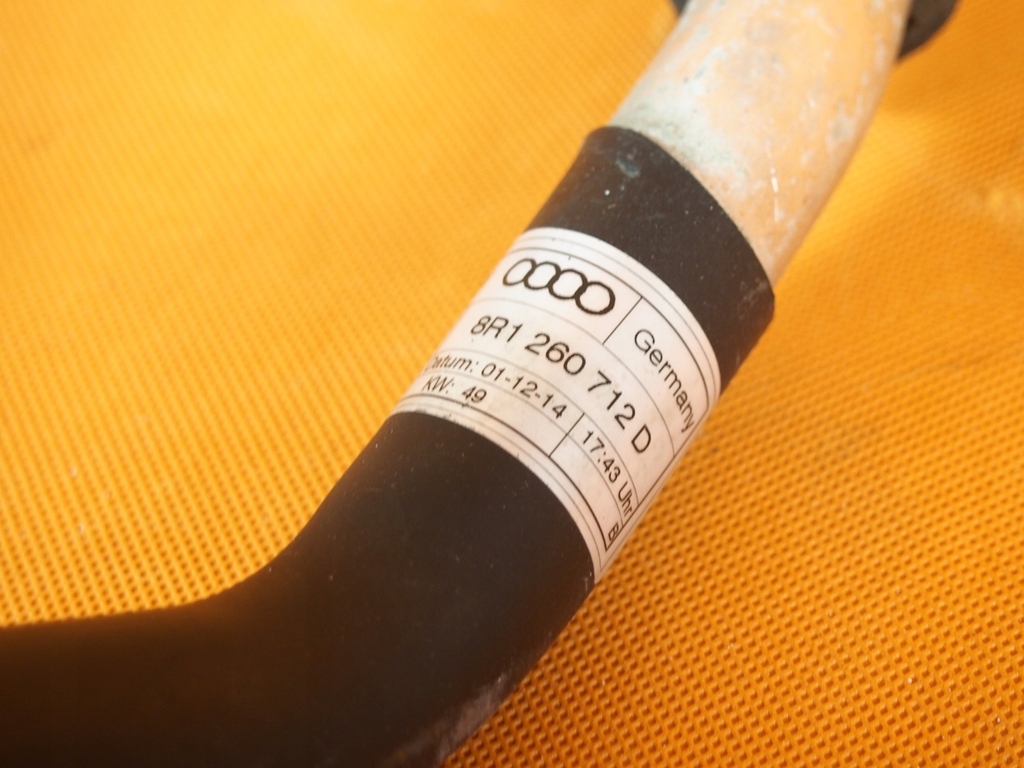 Germany
8R1 260 712 D
Datum: 01-12-14
17:43 Uhr
KW: 49